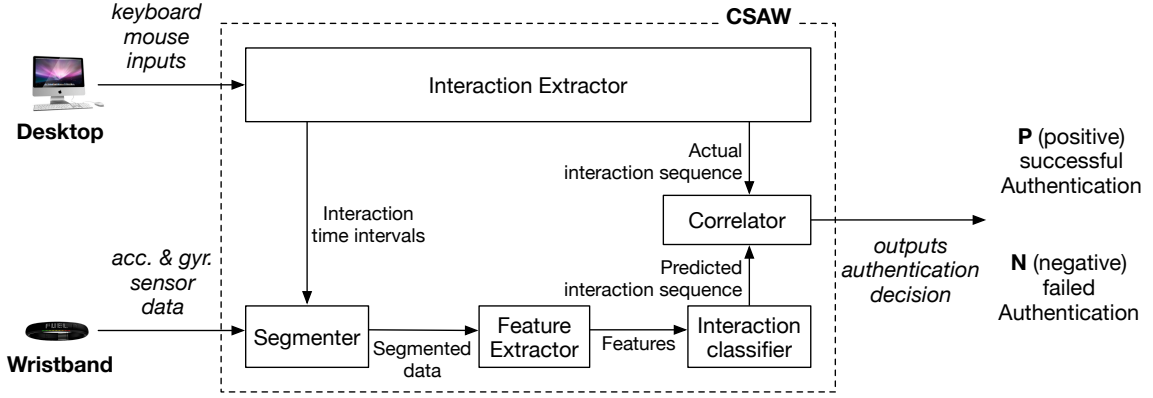 CSAW
keyboard
mouse
inputs
Desktop
Interaction Extractor
Actual
interaction sequence
Interaction
time intervals
Correlator
P (positive)
successful
Authentication
outputs
authentication
decision
N (negative)
failed
Authentication
acc. & gyr.
sensor
data
Predicted
interaction sequence
FUEL
Wristband
Segmenter
Segmented
data
Feature
Extractor
Features
Interaction
classifier